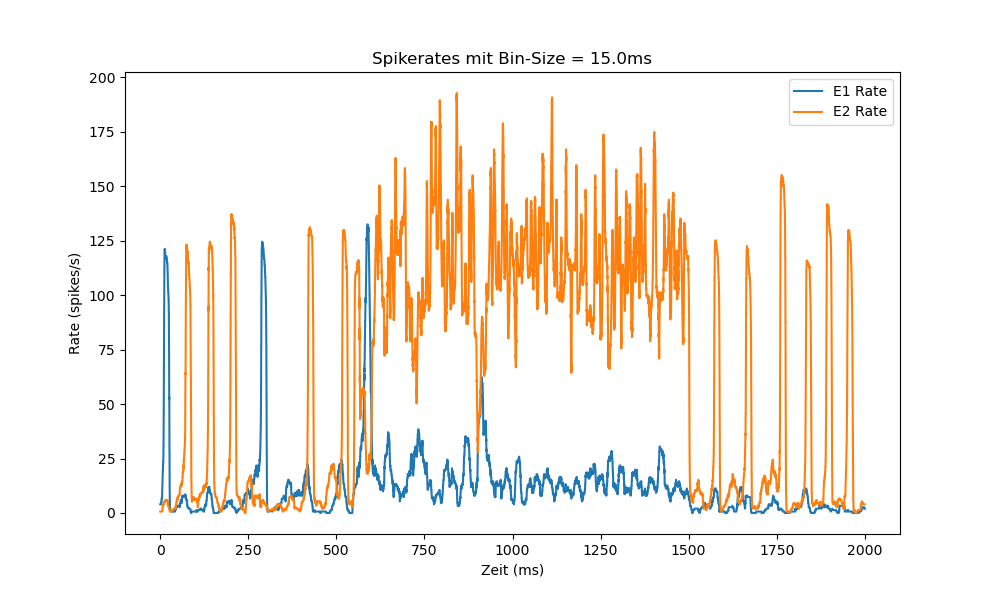 Spikerates mit Bin-Size = 15.0ms
E1 Rate
E2 Rate
200
175
150
125
100
75
50
25
0
Rate (spikes/s)
0 250 500 750 1000 1250 1500 1750 2000
Zeit (ms)